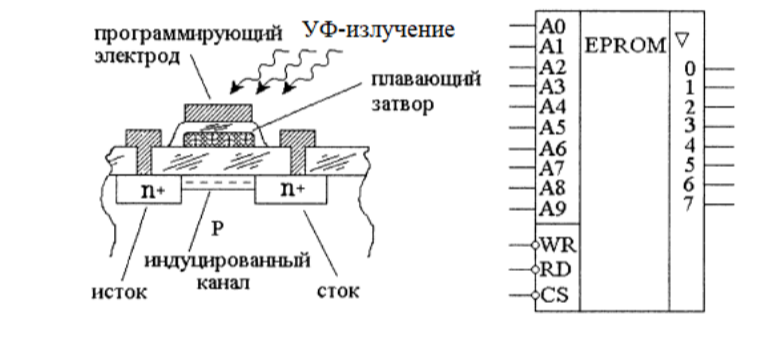 программирующий
электрод
УФ-излучение
плавающий
затвор
n+
n+
P
индуцированный
канал
исток
сток
A0
A1
A2
A3
A4
A5
A6
A7
A8
A9
WR
RD
CS
EPROM
▽
0
1
2
3
4
5
6
7